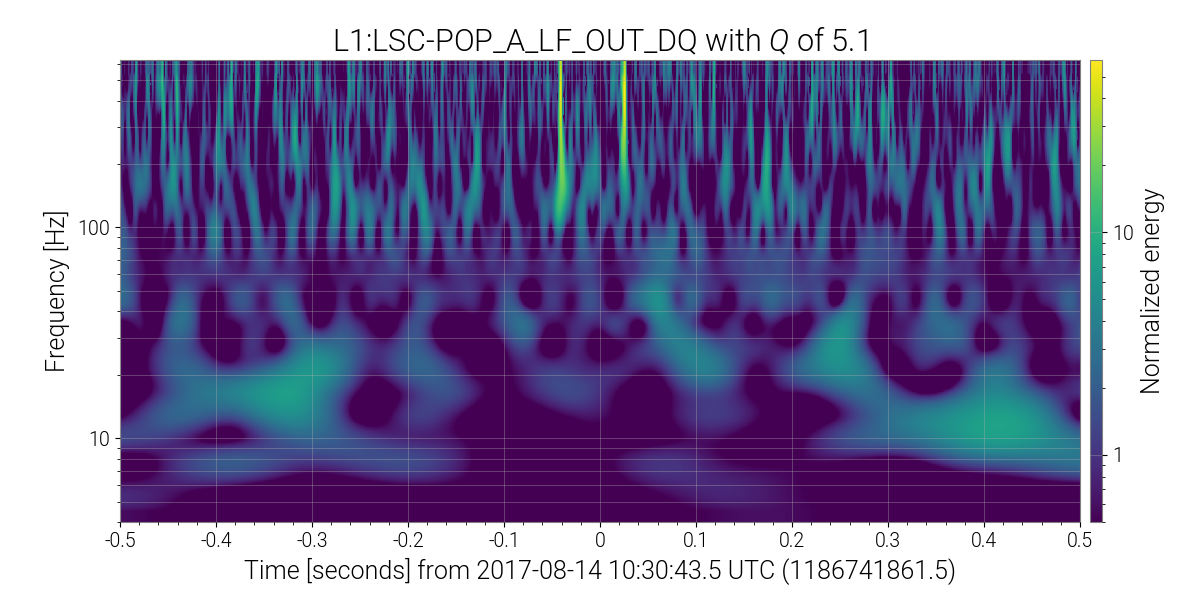 L1:LSC-POP_A_LF_OUT_DQ with Q of 5.1
Frequency [Hz]
100
10
-0.5 -0.4 -0.3 -0.2 -0.1 0 0.1 0.2 0.3 0.4 0.5
Time [seconds] from 2017-08-14 10:30:43.5 UTC (1186741861.5)
10
1
Normalized energy